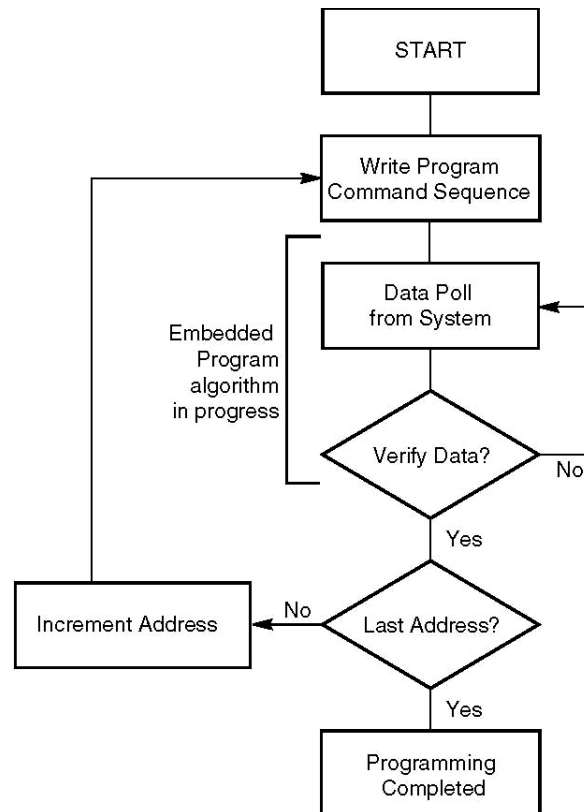 START
Write Program
Command Sequence
Data Poll
from System
Embedded
Program
algorithm
in progress
Verify Data?
No
Yes
Increment Address
No
Last Address?
Yes
Programming
Completed